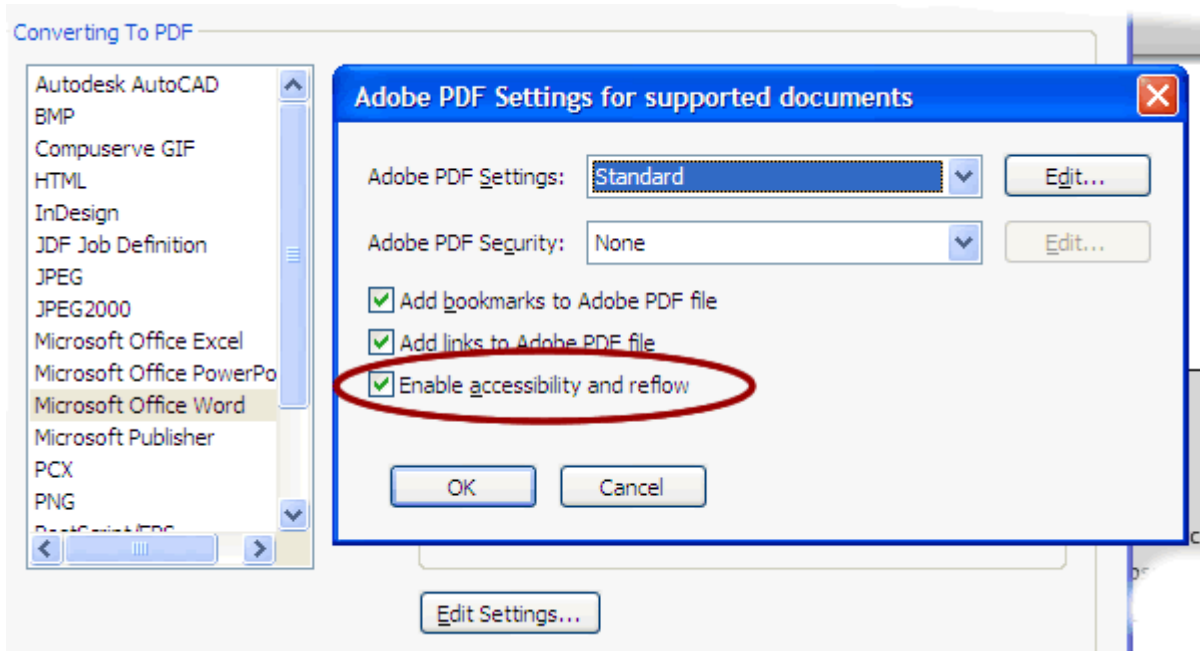 Converting To PDF
Autodesk AutoCAD
BMP
Compuserve GIF
HTML
InDesign
JDF Job Definition
JPEG
JPEG2000
Microsoft Office Excel
Microsoft Office PowerPo
Microsoft Office Word
Microsoft Publisher
PCX
PNG
Adobe PDF Settings for supported documents
Adobe PDF Settings: Standard Edit...
Adobe PDF Security: None Edit...
Add bookmarks to Adobe PDF file
Add links to Adobe PDF file
Enable accessibility and reflow
OK Cancel
Edit Settings...